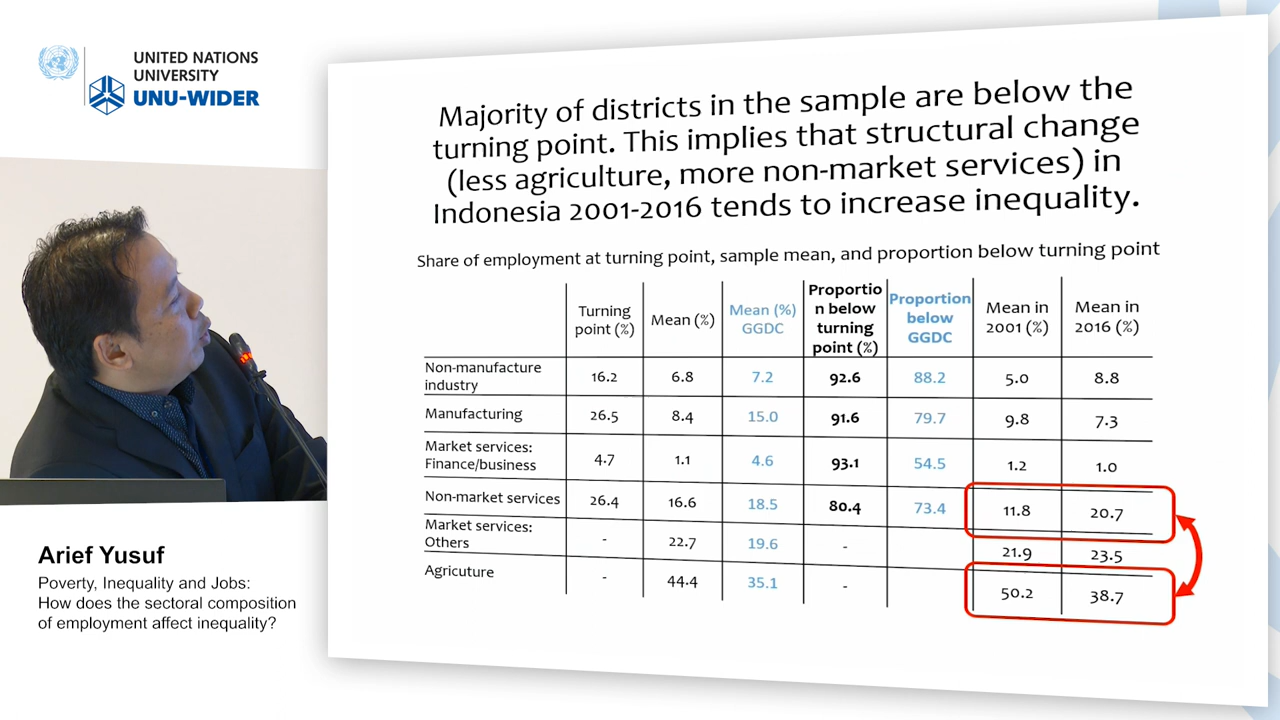 UNITED NATIONS
UNIVERSITY
UNU-WIDER
Majority of districts in the sample are below the
turning point. This implies that structural change
(less agriculture, more non-market services) in
Indonesia 2001-2016 tends to increase inequality.
Share of employment at turning point, sample mean, and proportion below turning point
Turning point (%) Mean (%) Mean (%) GGDC Proportio n below turning point (%) Proportion below GGDC Mean in 2001 (%) Mean in 2016 (%)
Non-manufacture industry 16.2 6.8 7.2 92.6 88.2 5.0 8.8
Manufacturing 26.5 8.4 15.0 91.6 79.7 9.8 7.3
Market services: Finance/business 4.7 1.1 4.6 93.1 54.5 1.2 1.0
Non-market services 26.4 16.6 18.5 80.4 73.4 11.8 20.7
Market services: Others - 22.7 19.6 - 21.9 23.5
Agricuture - 44.4 35.1 - 50.2 38.7
Arief Yusuf
Poverty, Inequality and Jobs:
How does the sectoral composition
of employment affect inequality?